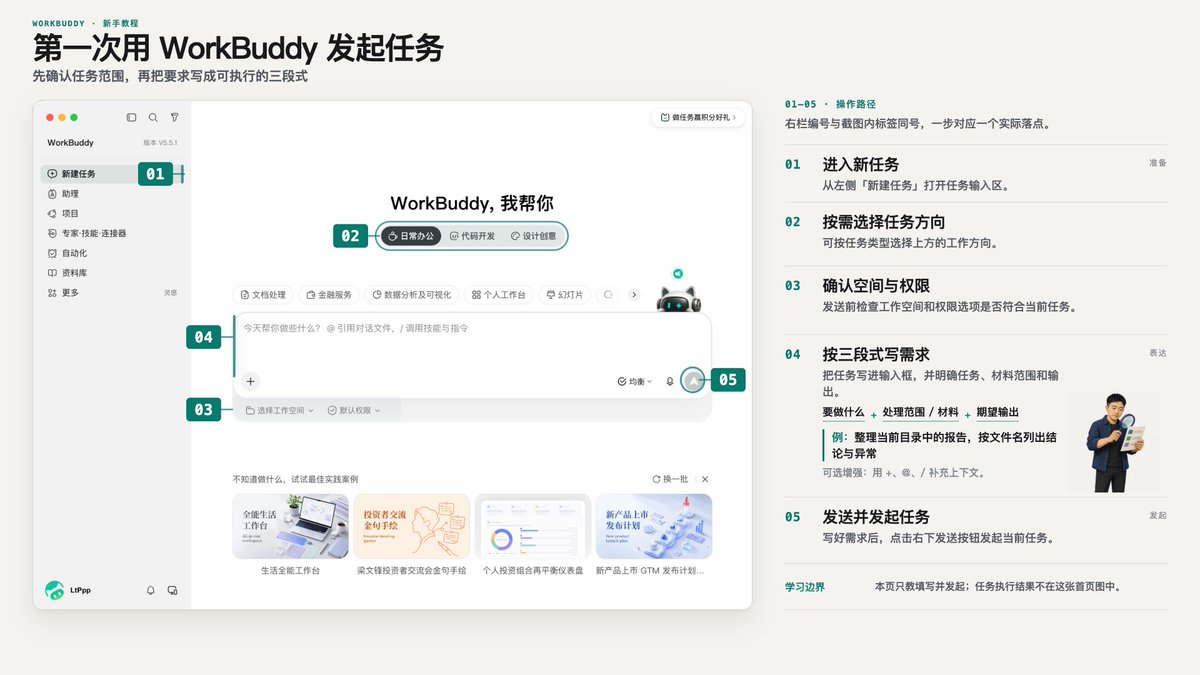 WORKBUDDY · 新手教程
第一次用 WorkBuddy 发起任务
先确认任务范围，再把要求写成可执行的三段式
WorkBuddy
版本 V5.5.1
新建任务
01
助理
项目
专家·技能·连接器
自动化
资料库
更多
灵感
LtPpp
做任务赢积分好礼 >
WorkBuddy, 我帮你
02
日常办公
代码开发
设计创意
文档处理
金融服务
数据分析及可视化
个人工作台
幻灯片
04
今天帮你做些什么？ @ 引用对话文件，/ 调用技能与指令
均衡
05
03
选择工作空间
默认权限
不知道做什么，试试最佳实践案例
换一批
全能生活
工作台
All-in-one
workspace
投资者交流
金句手绘
Investor meeting
quotes
新产品上市
发布计划
New product
launch plan
生活全能工作台
梁文锋投资者交流会金句手绘
个人投资组合再平衡仪表盘
新产品上市 GTM 发布计划...
01—05 · 操作路径
右栏编号与截图内标签同号，一步对应一个实际落点。
01
进入新任务
准备
从左侧「新建任务」打开任务输入区。
02
按需选择任务方向
可按任务类型选择上方的工作方向。
03
确认空间与权限
发送前检查工作空间和权限选项是否符合当前任务。
04
按三段式写需求
表达
把任务写进输入框，并明确任务、材料范围和输
出。
要做什么 + 处理范围 / 材料 + 期望输出
例：整理当前目录中的报告，按文件名列出结
论与异常
可选增强：用 +、@、/ 补充上下文。
05
发送并发起任务
发起
写好需求后，点击右下发送按钮发起当前任务。
学习边界
本页只教填写并发起；任务执行结果不在这张首页图中。